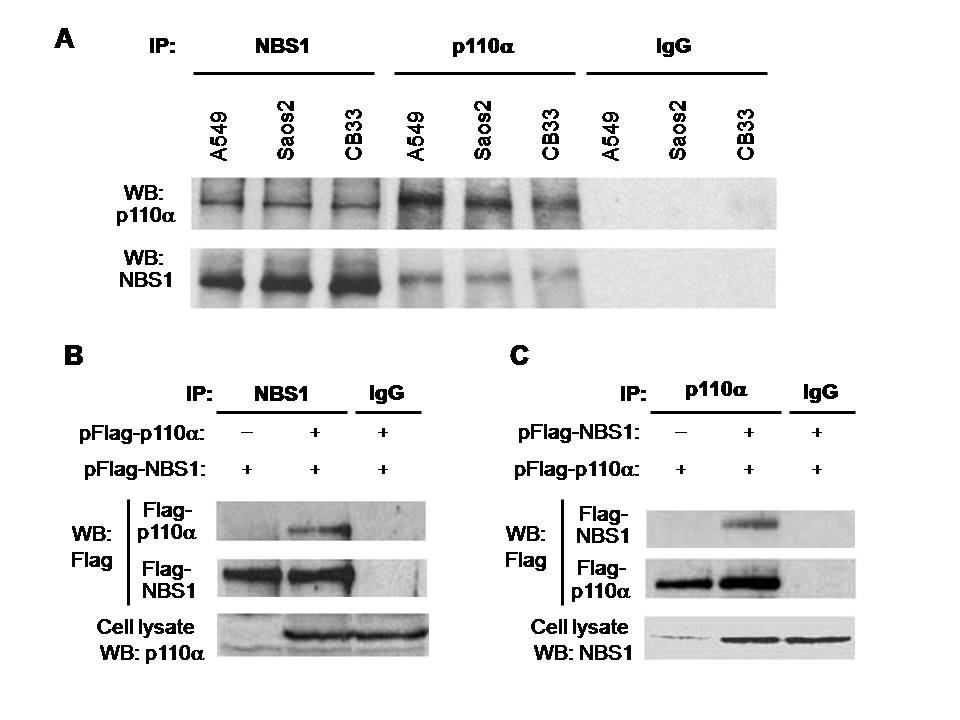 A
IP: NBS1 p110α IgG
A549 Saos2 CB33 A549 Saos2 CB33 A549 Saos2 CB33
WB:
p110α
WB:
NBS1
B
IP: NBS1 IgG
pFlag-p110α: – + +
pFlag-NBS1: + + +
WB:
Flag
Flag-
p110α
Flag-
NBS1
Cell lysate
WB: p110α
C
IP: p110α IgG
pFlag-NBS1: – + +
pFlag-p110α: + + +
WB:
Flag
Flag-
NBS1
Flag-
p110α
Cell lysate
WB: NBS1